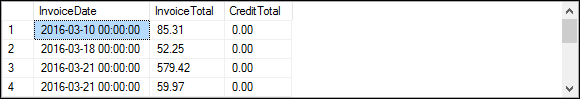 InvoiceDate InvoiceTotal CreditTotal
1 2016-03-10 00:00:00 85.31 0.00
2 2016-03-18 00:00:00 52.25 0.00
3 2016-03-21 00:00:00 579.42 0.00
4 2016-03-21 00:00:00 59.97 0.00